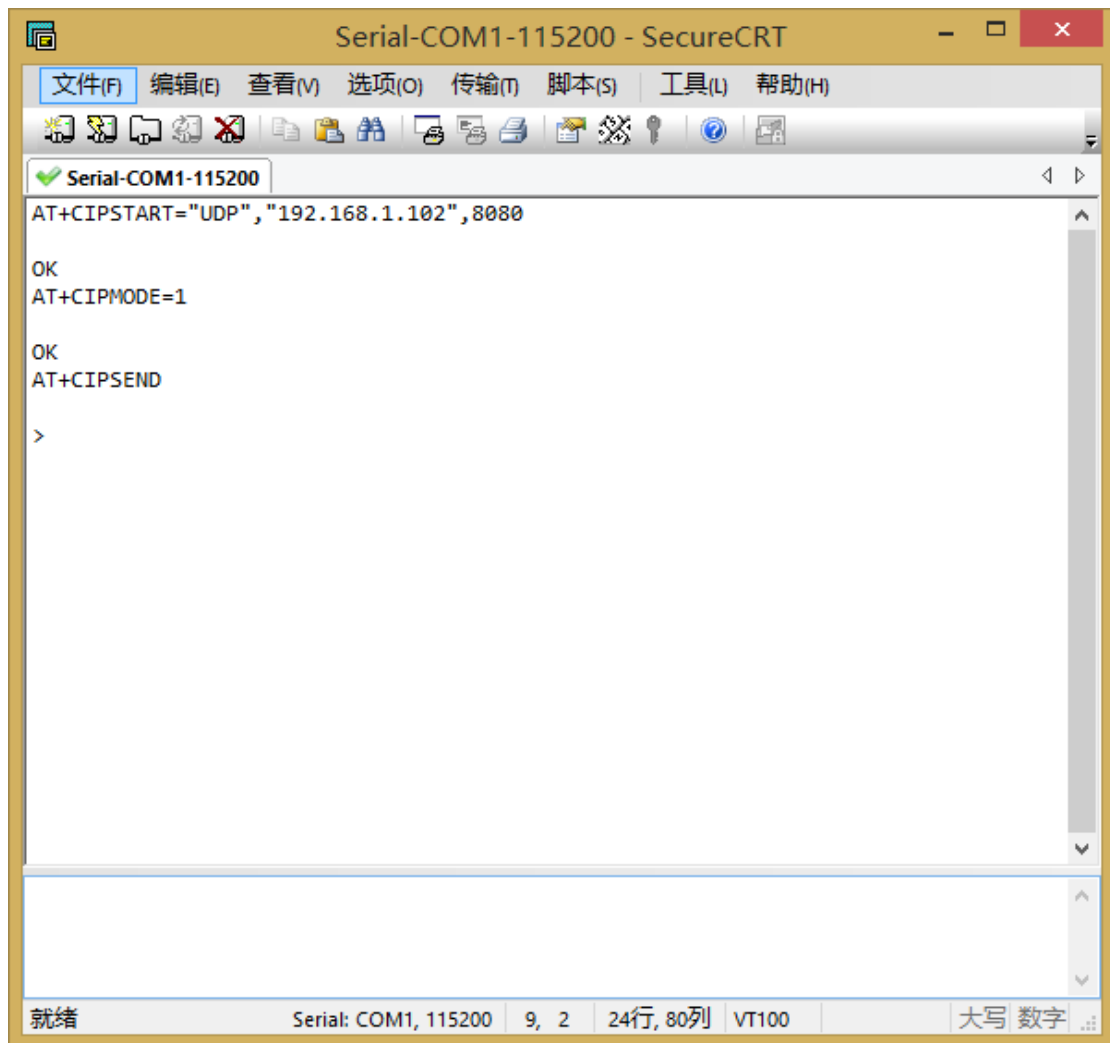 Serial-COM1-115200 - SecureCRT
文件(F) 编辑(E) 查看(V) 选项(O) 传输(T) 脚本(S) 工具(L) 帮助(H)
Serial-COM1-115200
AT+CIPSTART="UDP","192.168.1.102",8080
OK
AT+CIPMODE=1
OK
AT+CIPSEND
>
就绪 Serial: COM1, 115200 9, 2 24行, 80列 VT100 大写 数字